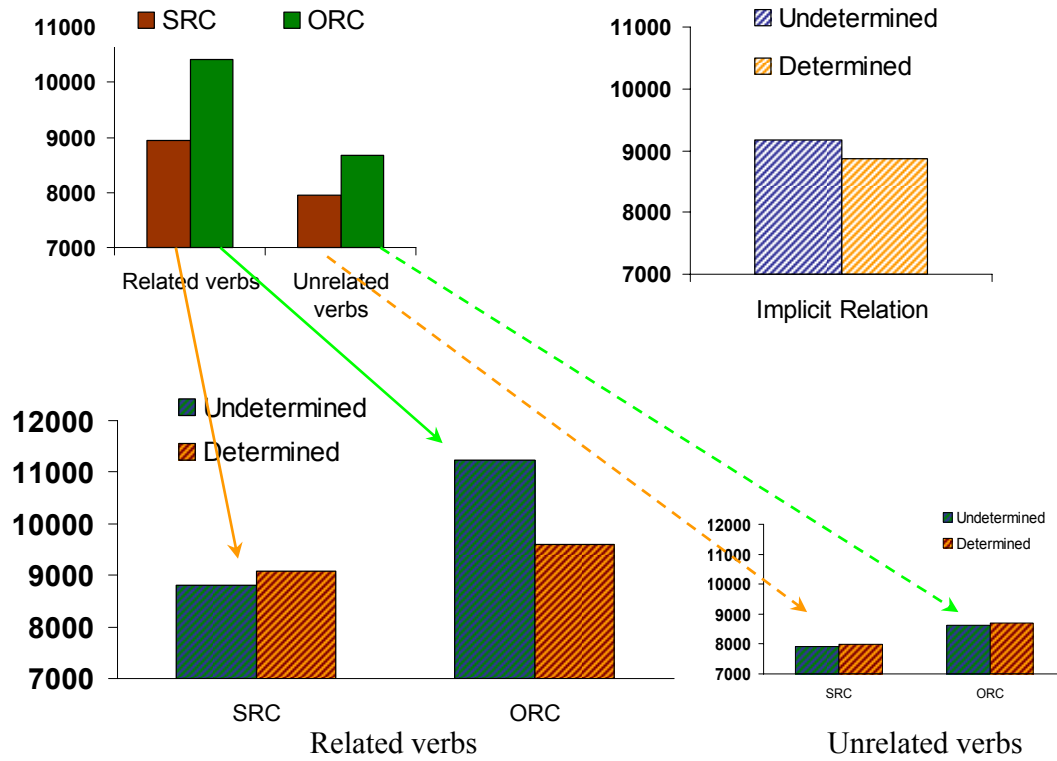 11000
SRC
ORC
10000
9000
8000
7000
Related verbs
Unrelated
verbs
11000
Undetermined
10000
Determined
9000
8000
7000
Implicit Relation
12000
Undetermined
11000
Determined
10000
9000
8000
7000
SRC
ORC
Related verbs
12000
Undetermined
11000
Determined
10000
9000
8000
7000
SRC
ORC
Unrelated verbs